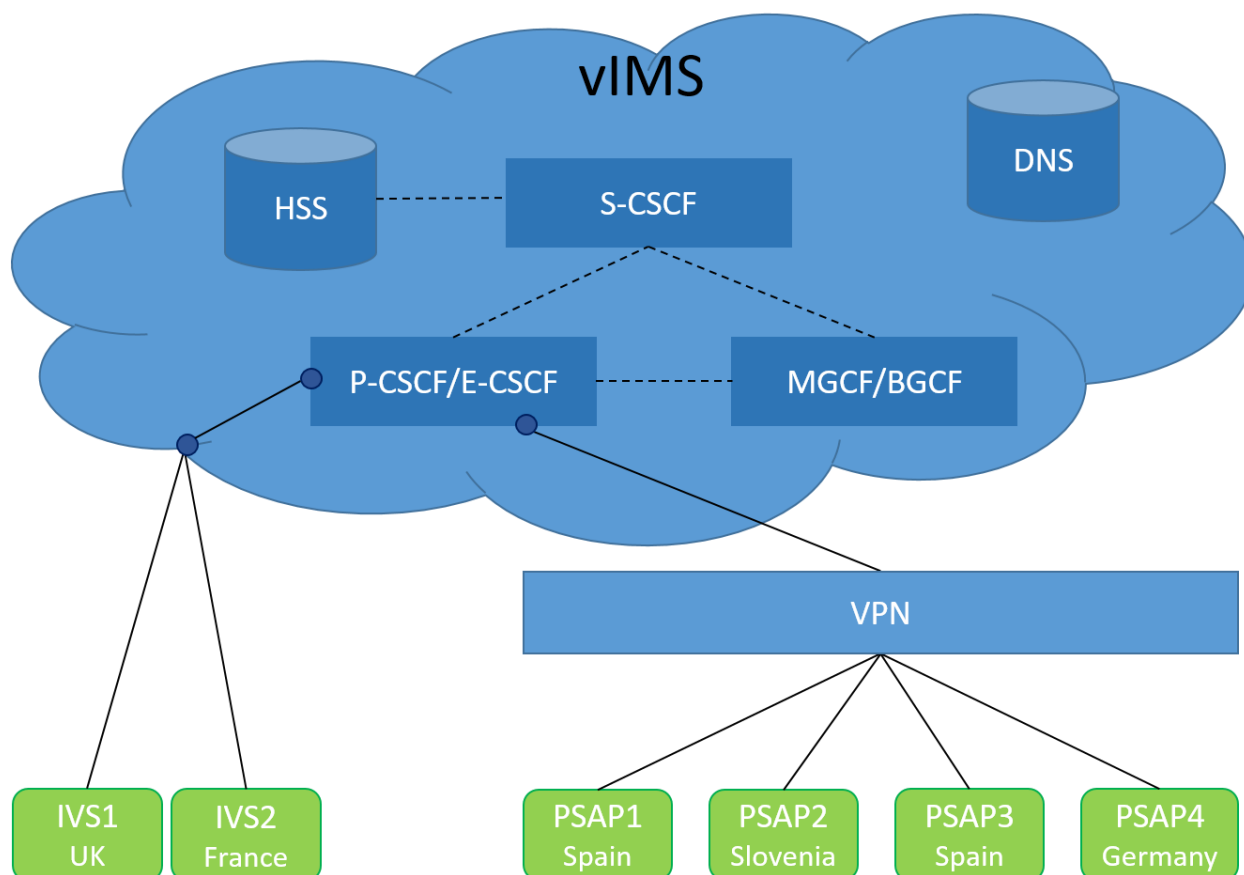 vIMS
DNS
HSS
S-CSCF
P-CSCF/E-CSCF
MGCF/BGCF
VPN
IVS1
UK
IVS2
France
PSAP1
Spain
PSAP2
Slovenia
PSAP3
Spain
PSAP4
Germany